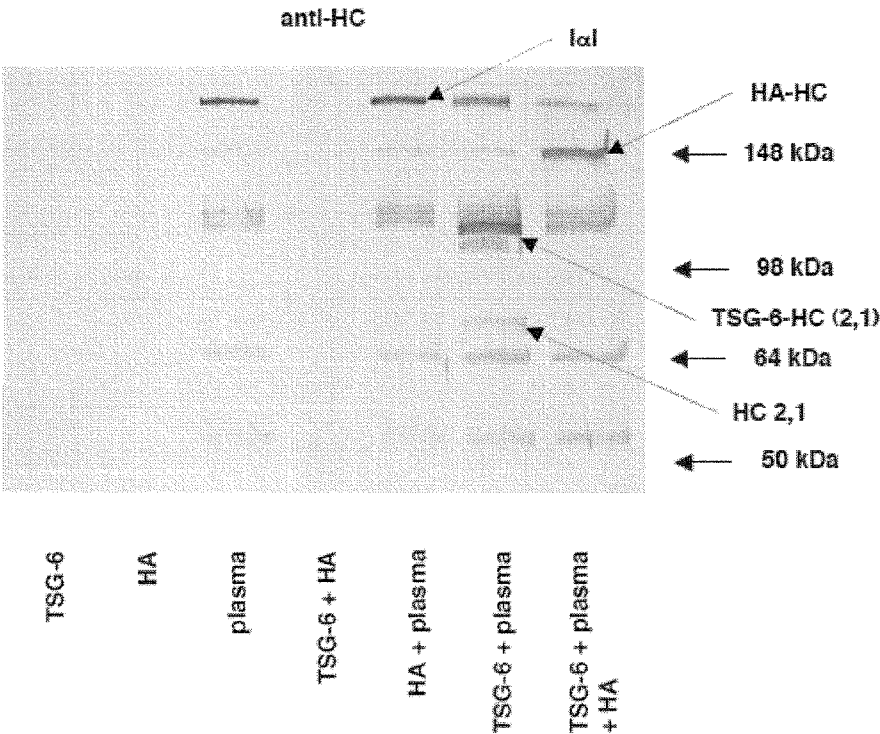 anti-HC
IαI
HA-HC
148 kDa
98 kDa
TSG-6-HC (2,1)
64 kDa
HC 2,1
50 kDa
TSG-6
HA
plasma
TSG-6 + HA
HA + plasma
TSG-6 + plasma
TSG-6 + plasma
+ HA